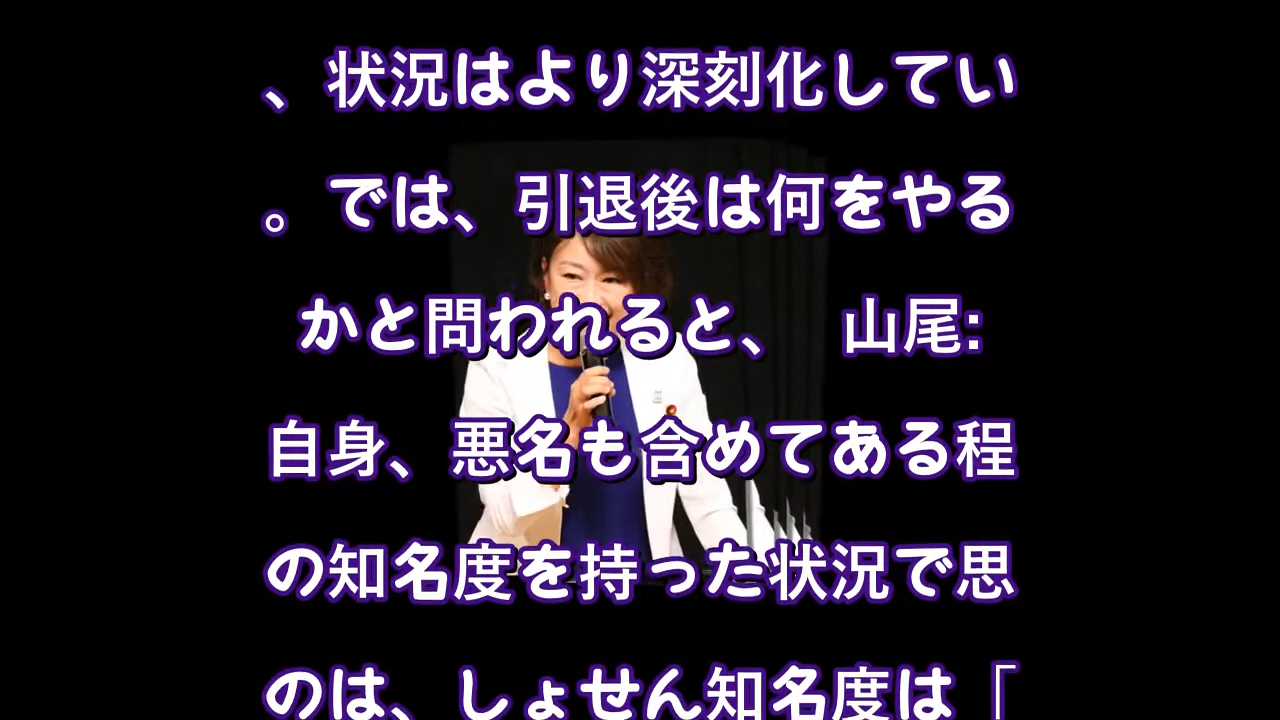 、状況はより深刻化してい
。では、引退後は何をやる
かと問われると、　山尾:
自身、悪名も含めてある程
の知名度を持った状況で思
のは、しょせん知名度は「